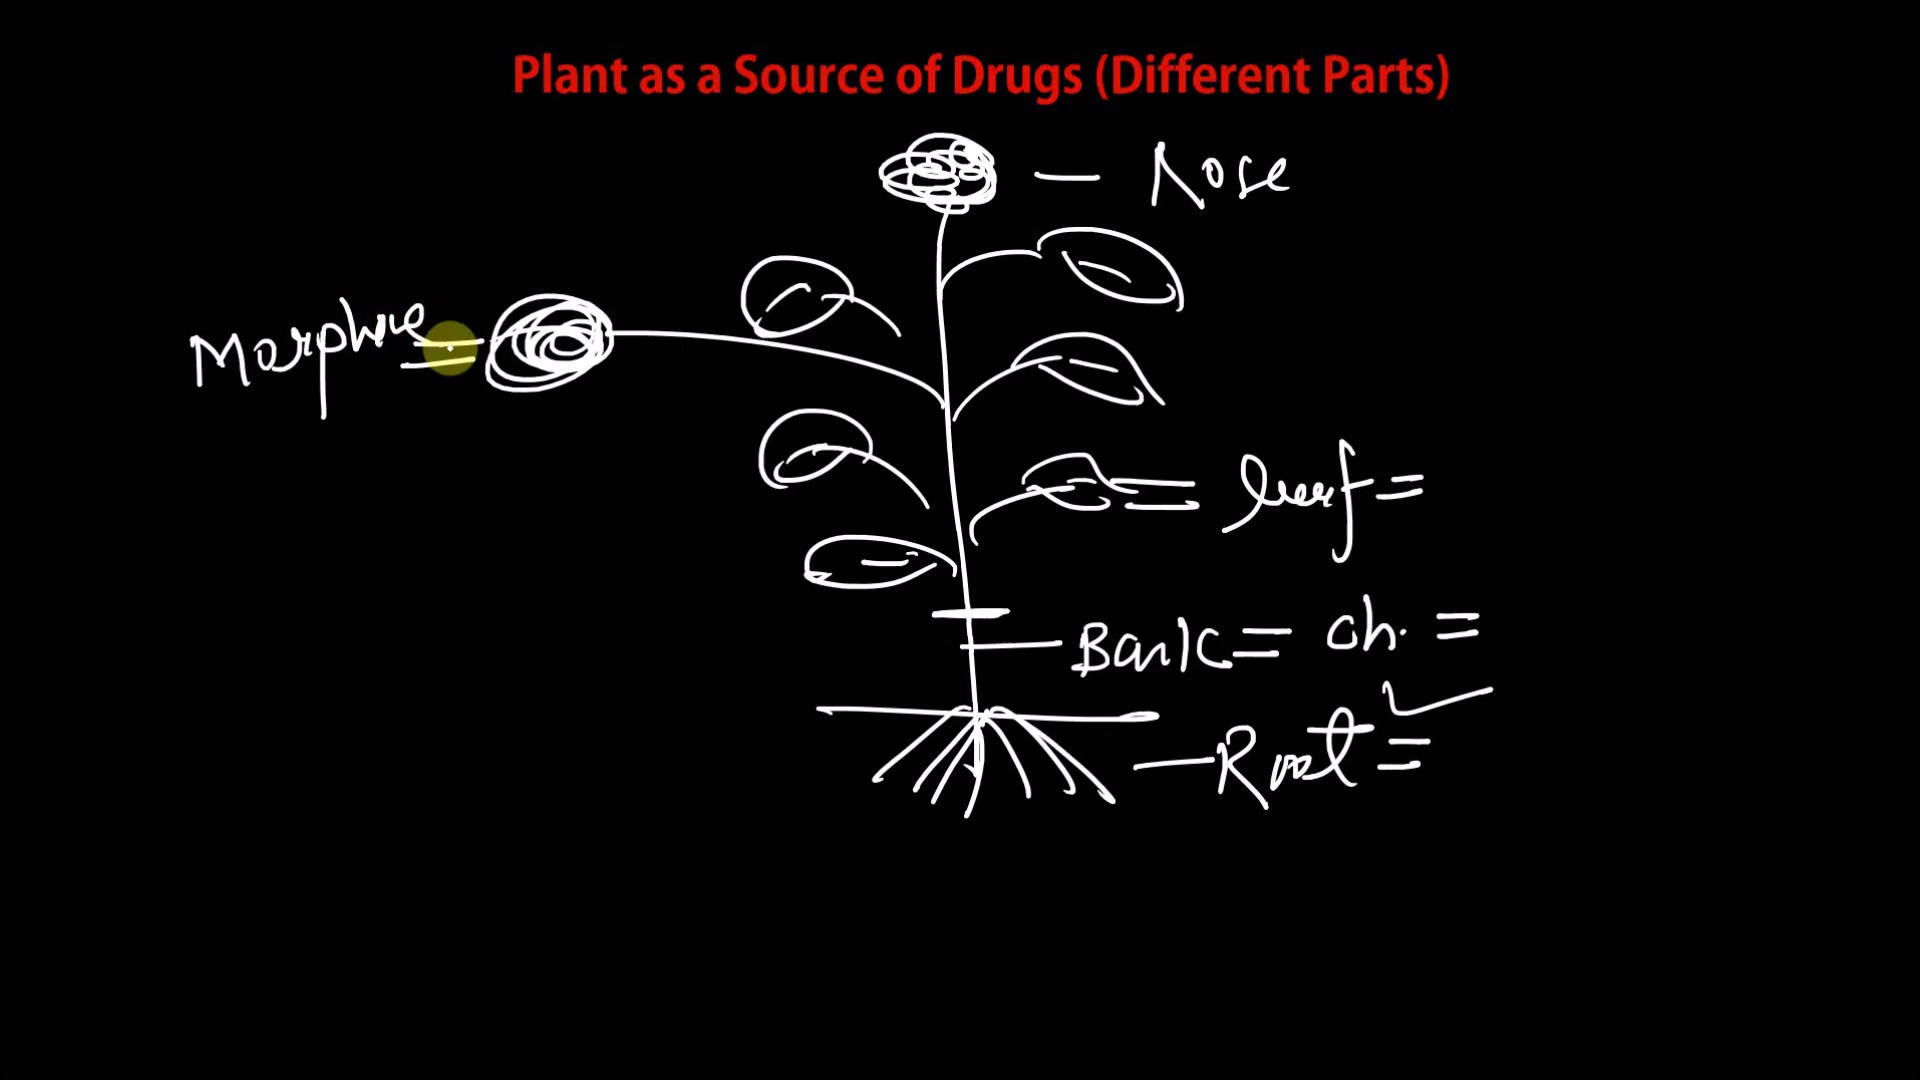 Plant as a Source of Drugs (Different Parts)
— Rose
Morphine =
= leaf =
— Bark = ch. =
— Root =